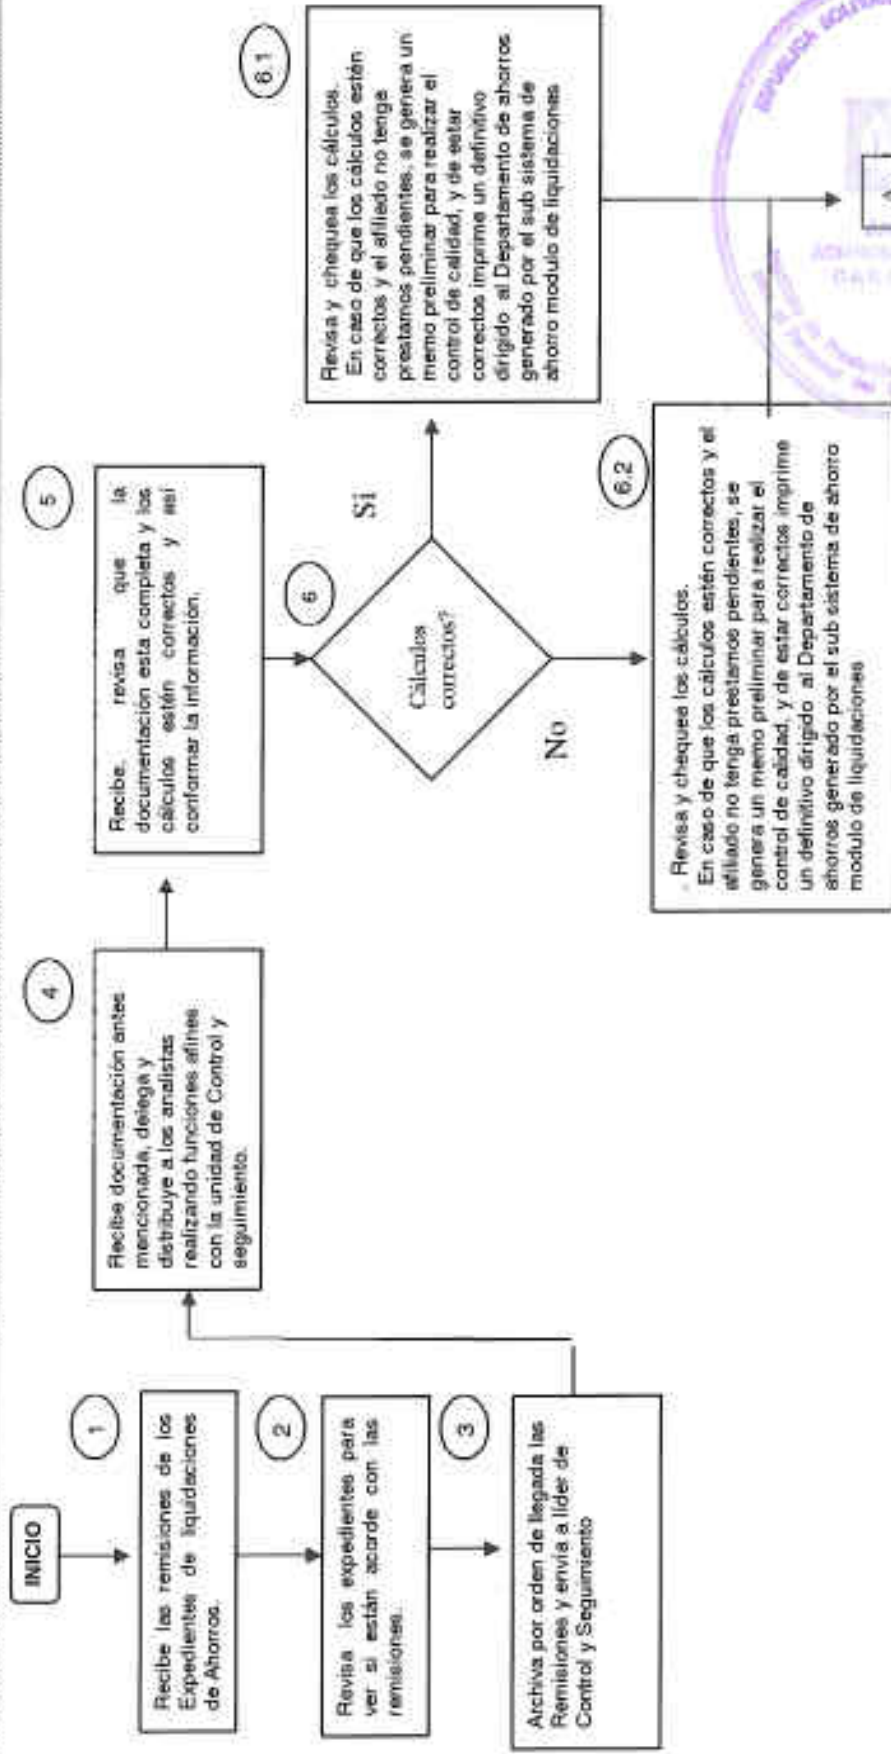 INICIO
1
Recibe las remisiones de los
Expedientes de liquidaciones
de Ahorros.
2
Revisa los expedientes para
ver si están acorde con las
remisiones.
3
Archiva por orden de llegada las
Remisiones y envia a líder de
Control y Seguimiento
4
Recibe documentación antes
mencionada, delega y
distribuye a los analistas
realizando funciones afines
con la unidad de Control y
seguimiento.
5
Recibe, revisa que la
documentación esta completa y los
cálculos estén correctos y así
conformar la información.
6
Cálculos
correctos?
Si
No
6.1
Revisa y chequea los cálculos.
En caso de que los cálculos estén
correctos y el afiliado no tenga
prestamos pendientes, se genera un
memo preliminar para realizar el
control de calidad, y de estar
correctos imprime un definitivo
dirigido al Departamento de ahorros
generado por el sub sistema de
ahorro modulo de liquidaciones
6.2
. Revisa y chequea los cálculos.
En caso de que los cálculos estén correctos y el
afiliado no tenga prestamos pendientes, se
genera un memo preliminar para realizar el
control de calidad, y de estar correctos imprime
un definitivo dirigido al Departamento de
ahorros generado por el sub sistema de ahorro
modulo de liquidaciones